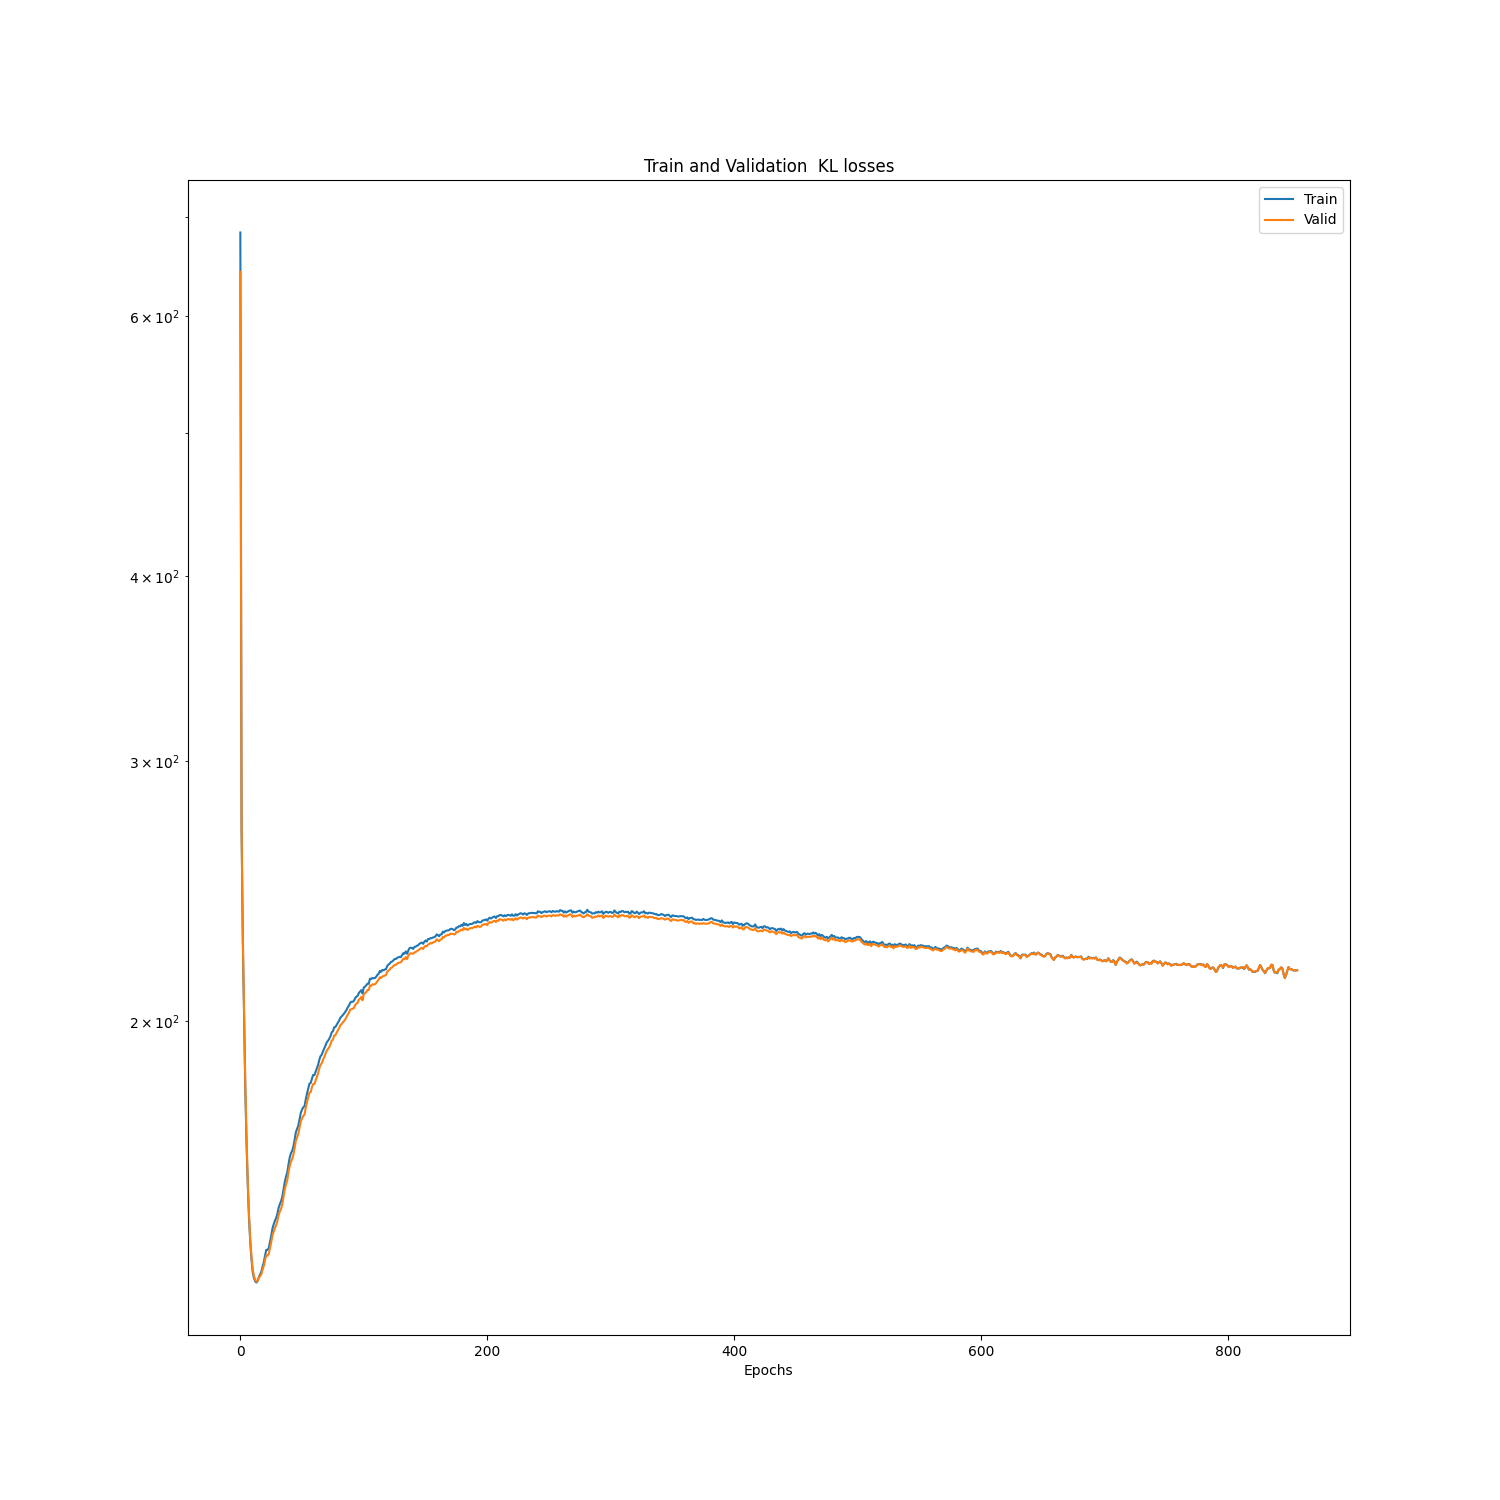 Train and Validation  KL losses
Train
Valid
6 × 10²
4 × 10²
3 × 10²
2 × 10²
0 200 400 600 800
Epochs